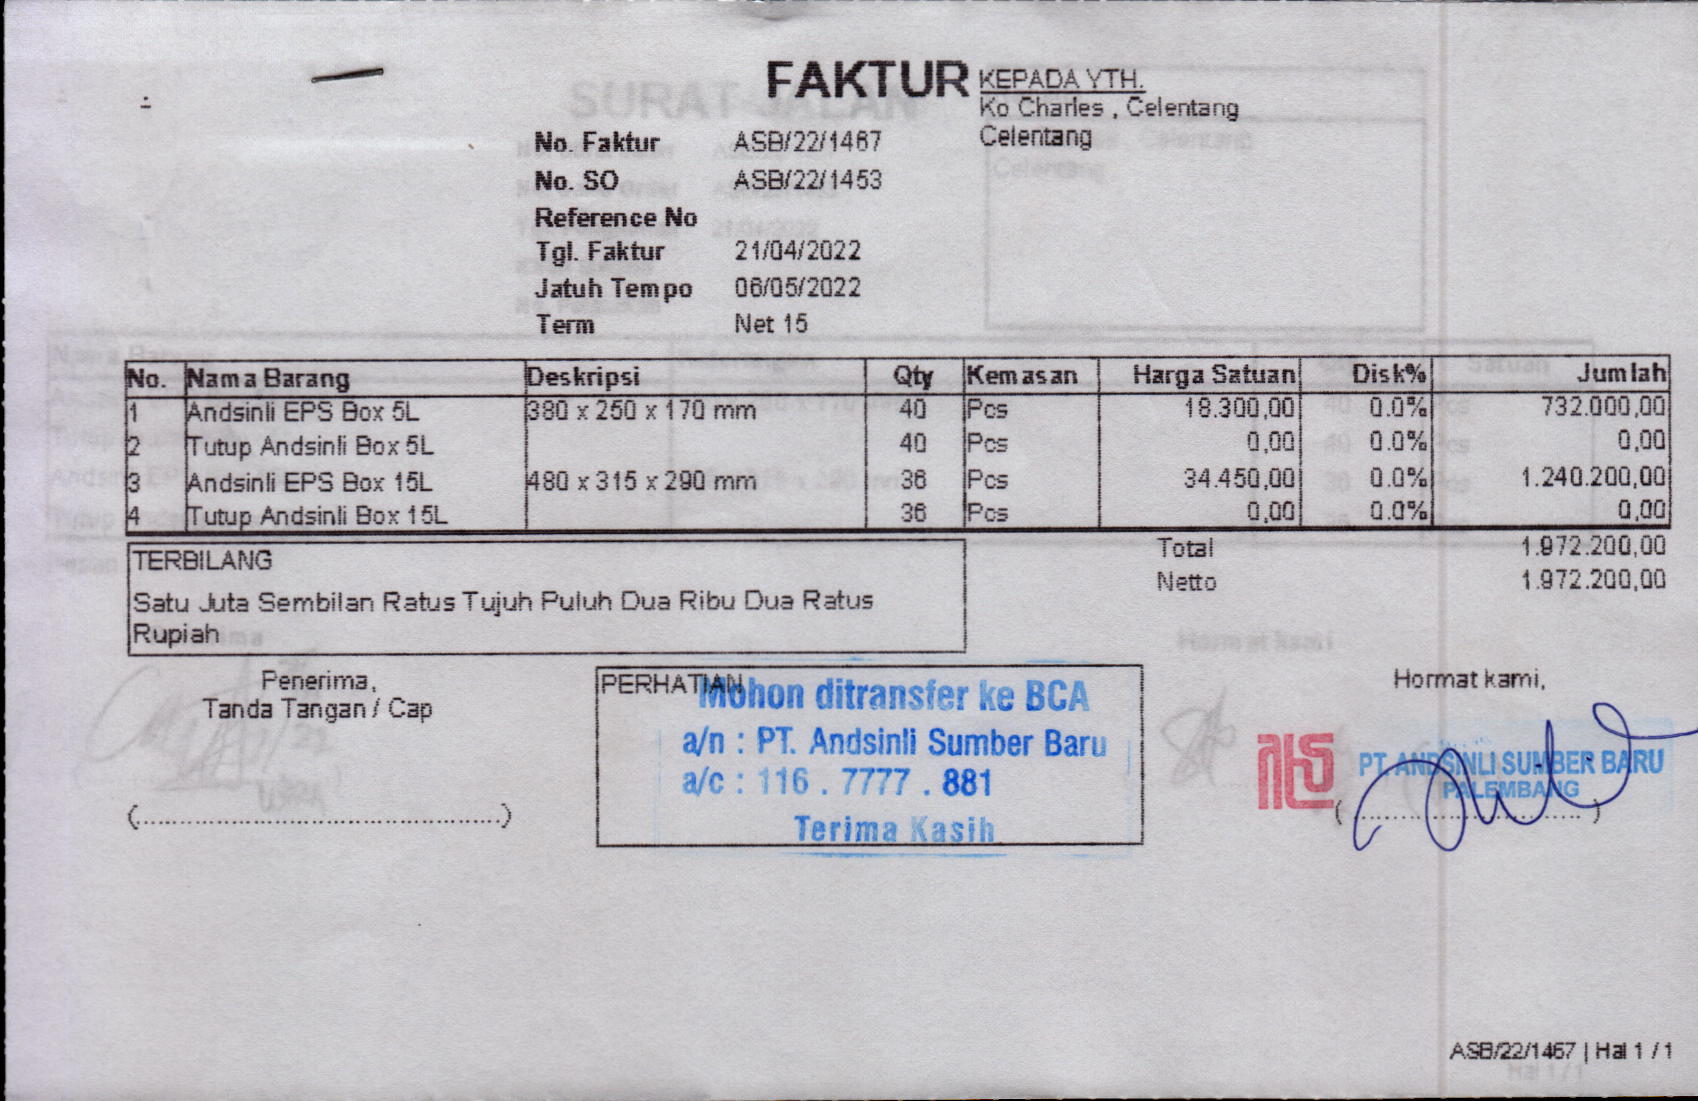 FAKTUR
KEPADA YTH.
Ko Charles , Celentang
Celentang
No. Faktur ASB/22/1467
No. SO ASB/22/1453
Reference No
Tgl. Faktur 21/04/2022
Jatuh Tempo 06/05/2022
Term Net 15
No. Nama Barang Deskripsi Qty Kemasan Harga Satuan Disk% Jumlah
1 Andsinli EPS Box 5L 380 x 250 x 170 mm 40 Pcs 18.300,00 0.0% 732.000,00
2 Tutup Andsinli Box 5L 40 Pcs 0,00 0.0% 0,00
3 Andsinli EPS Box 15L 480 x 315 x 290 mm 36 Pcs 34.450,00 0.0% 1.240.200,00
4 Tutup Andsinli Box 15L 36 Pcs 0,00 0.0% 0,00
Total 1.972.200,00
Netto 1.972.200,00
TERBILANG
Satu Juta Sembilan Ratus Tujuh Puluh Dua Ribu Dua Ratus
Rupiah
Penerima,
Tanda Tangan / Cap
(..................................................)
PERHATIAN
Mohon ditransfer ke BCA
a/n : PT. Andsinli Sumber Baru
a/c : 116 . 7777 . 881
Terima Kasih
Hormat kami,
PT. ANDSINLI SUMBER BARU
PALEMBANG
(..................................)
ASB/22/1467 | Hal 1 / 1